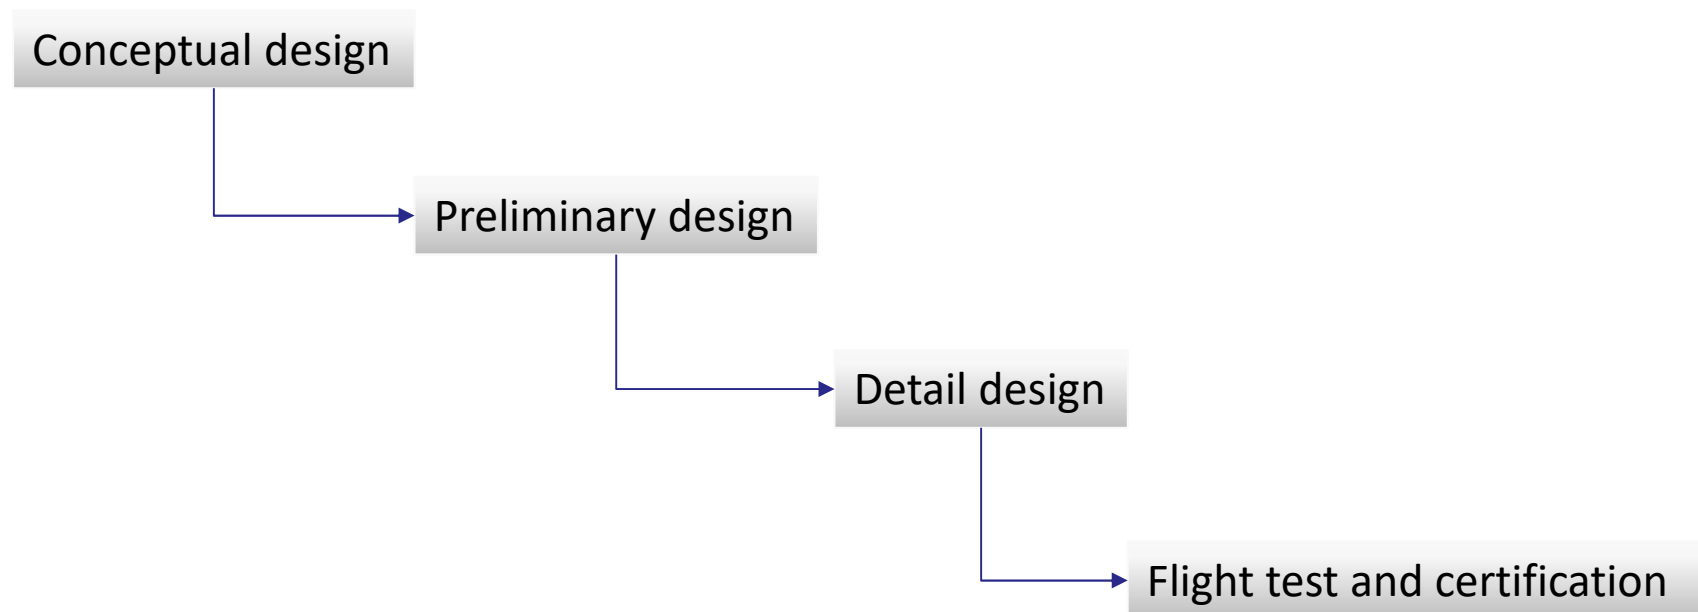 Conceptual design
Preliminary design
Detail design
Flight test and certification